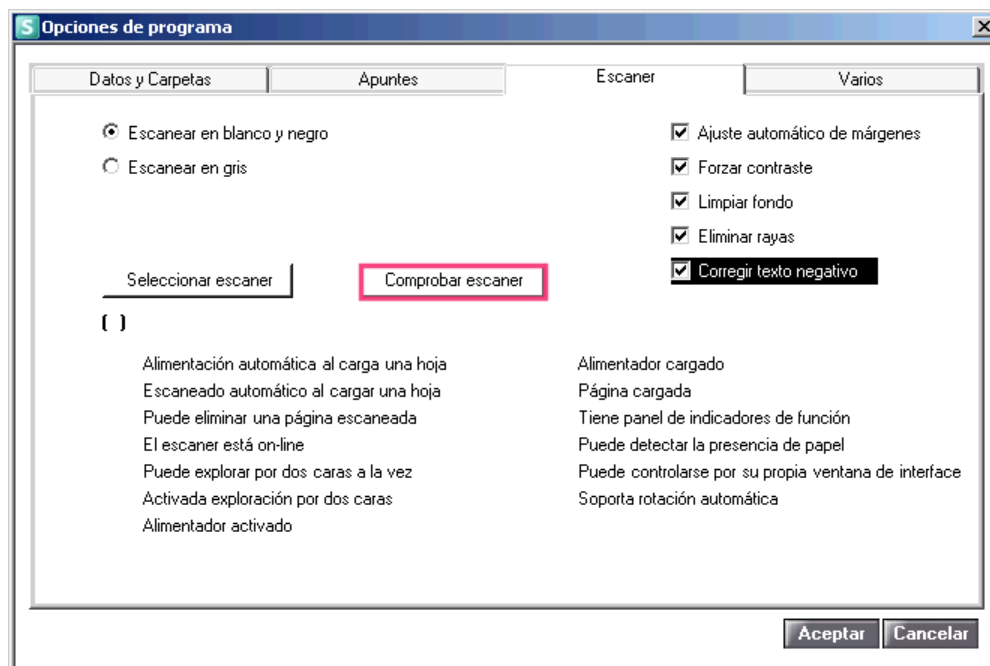 S Opciones de programa
Datos y Carpetas
Apuntes
Escaner
Varios
Escanear en blanco y negro
Escanear en gris
Ajuste automático de márgenes
Forzar contraste
Limpiar fondo
Eliminar rayas
Corregir texto negativo
Seleccionar escaner
Comprobar escaner
( )
Alimentación automática al carga una hoja
Escaneado automático al cargar una hoja
Puede eliminar una página escaneada
El escaner está on-line
Puede explorar por dos caras a la vez
Activada exploración por dos caras
Alimentador activado
Alimentador cargado
Página cargada
Tiene panel de indicadores de función
Puede detectar la presencia de papel
Puede controlarse por su propia ventana de interface
Soporta rotación automática
Aceptar
Cancelar